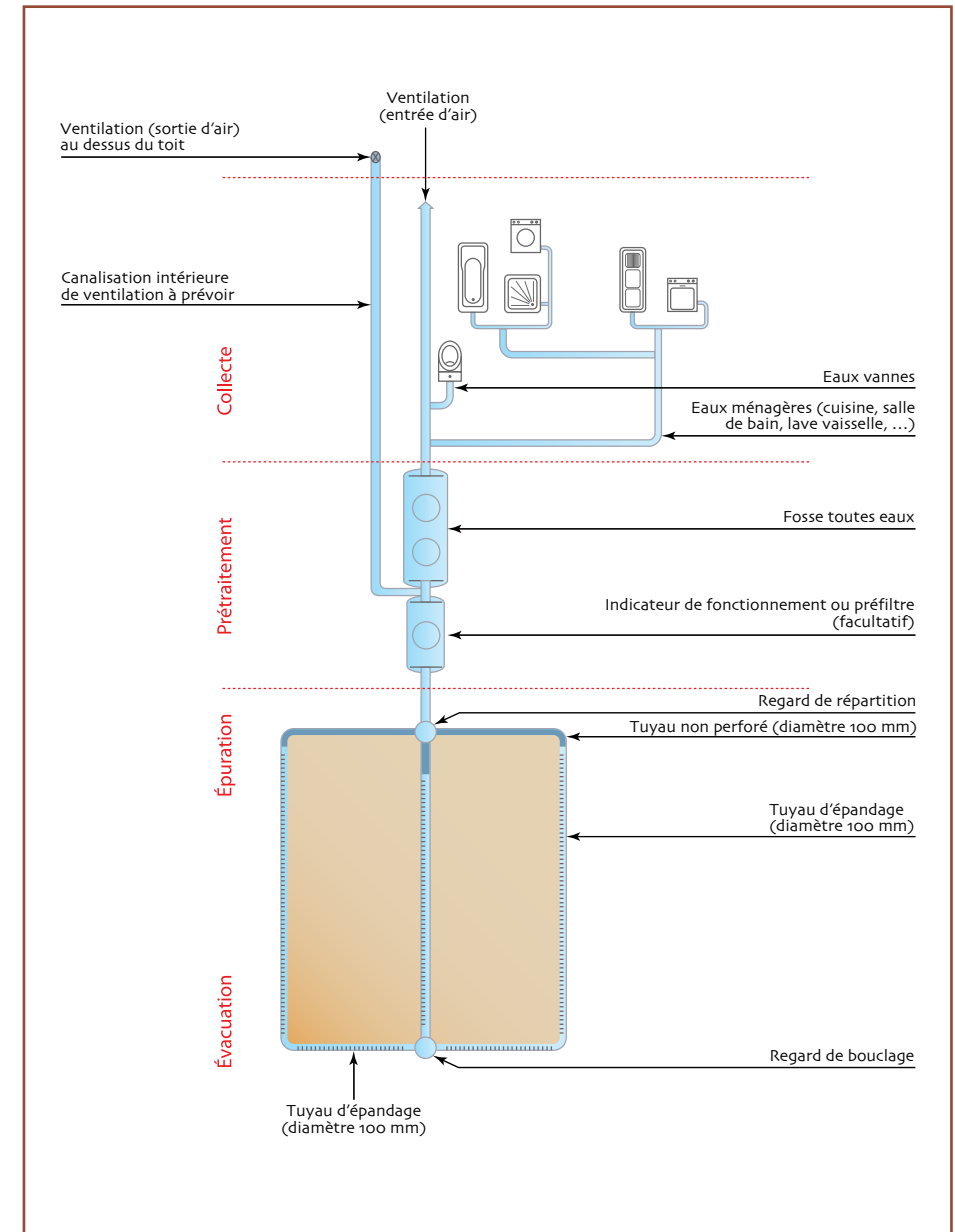 Ventilation
(entrée d'air)
Ventilation (sortie d'air)
au dessus du toit
Canalisation intérieure
de ventilation à prévoir
Collecte
Eaux vannes
Eaux ménagères (cuisine, salle
de bain, lave vaisselle, ...)
Prétraitement
Fosse toutes eaux
Indicateur de fonctionnement ou préfiltre
(facultatif)
Épuration
Regard de répartition
Tuyau non perforé (diamètre 100 mm)
Tuyau d'épandage
(diamètre 100 mm)
Évacuation
Regard de bouclage
Tuyau d'épandage
(diamètre 100 mm)